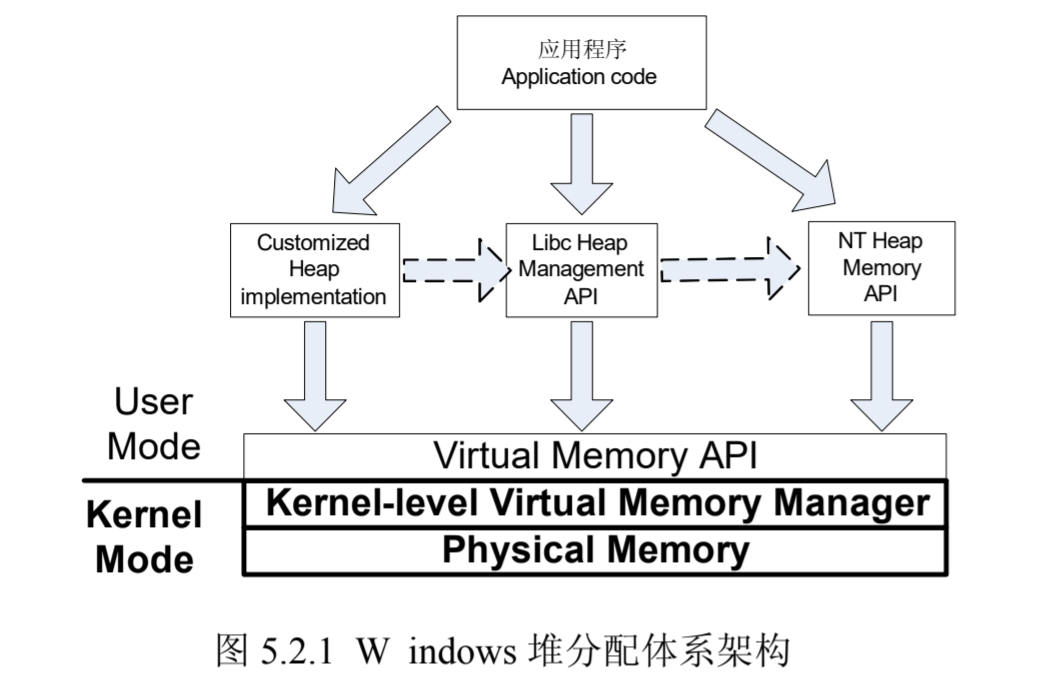 应用程序
Application code
Customized
Heap
implementation
Libc Heap
Management
API
NT Heap
Memory
API
User
Mode
Virtual Memory API
Kernel
Mode
Kernel-level Virtual Memory Manager
Physical Memory
图 5.2.1 W indows 堆分配体系架构